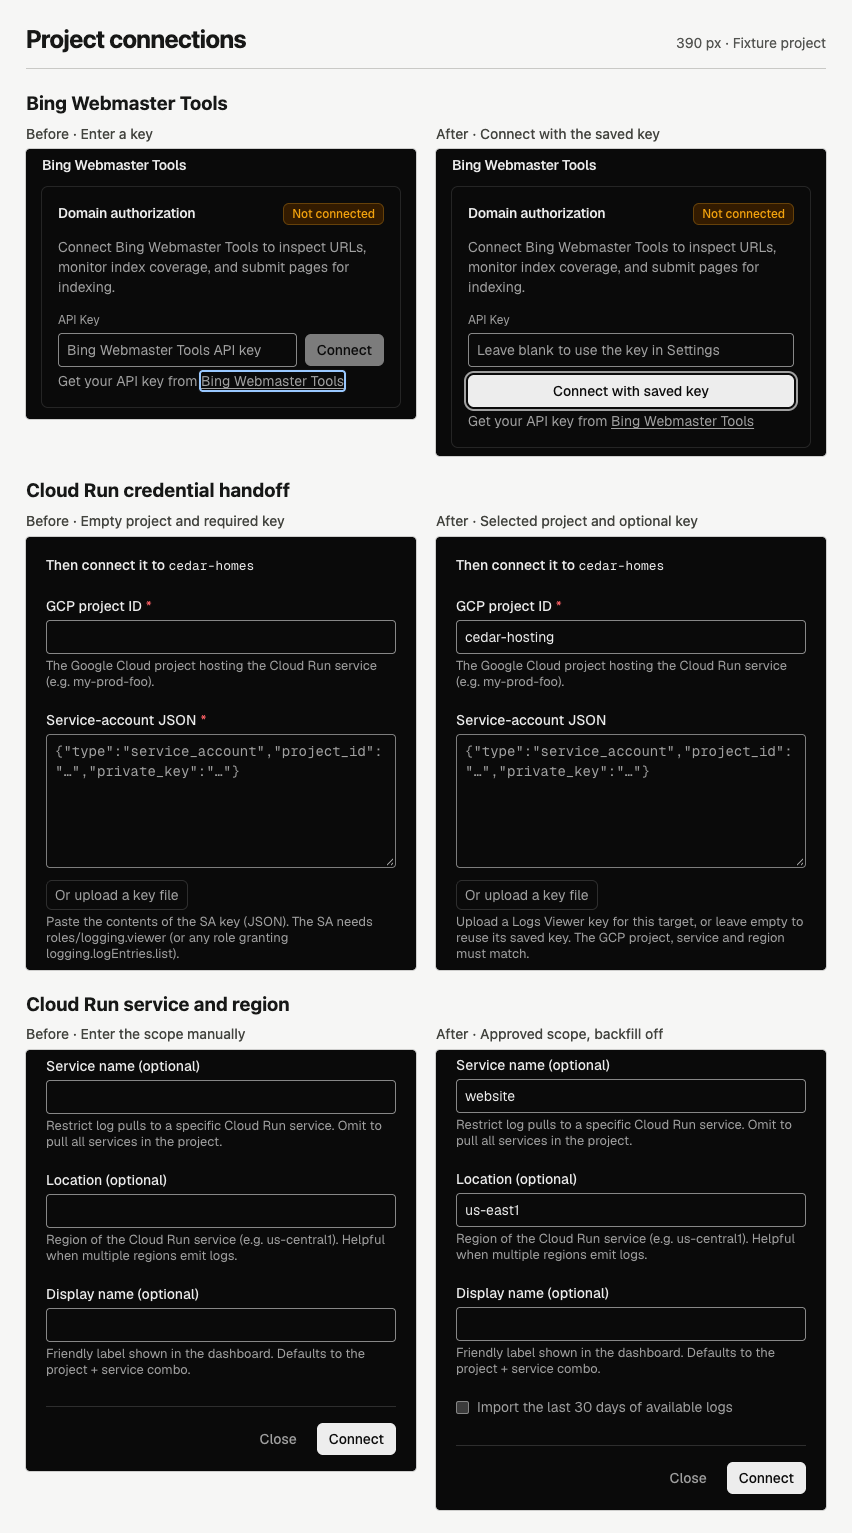 Project connections
390 px · Fixture project
Bing Webmaster Tools
Before · Enter a key
Bing Webmaster Tools
Domain authorization
Not connected
Connect Bing Webmaster Tools to inspect URLs,
monitor index coverage, and submit pages for
indexing.
API Key
Bing Webmaster Tools API key
Connect
Get your API key from Bing Webmaster Tools
After · Connect with the saved key
Bing Webmaster Tools
Domain authorization
Not connected
Connect Bing Webmaster Tools to inspect URLs,
monitor index coverage, and submit pages for
indexing.
API Key
Leave blank to use the key in Settings
Connect with saved key
Get your API key from Bing Webmaster Tools
Cloud Run credential handoff
Before · Empty project and required key
Then connect it to cedar-homes
GCP project ID *
The Google Cloud project hosting the Cloud Run service
(e.g. my-prod-foo).
Service-account JSON *
{"type":"service_account","project_id":
"…","private_key":"…"}
Or upload a key file
Paste the contents of the SA key (JSON). The SA needs
roles/logging.viewer (or any role granting
logging.logEntries.list).
After · Selected project and optional key
Then connect it to cedar-homes
GCP project ID *
cedar-hosting
The Google Cloud project hosting the Cloud Run service
(e.g. my-prod-foo).
Service-account JSON
{"type":"service_account","project_id":
"…","private_key":"…"}
Or upload a key file
Upload a Logs Viewer key for this target, or leave empty to
reuse its saved key. The GCP project, service and region
must match.
Cloud Run service and region
Before · Enter the scope manually
Service name (optional)
Restrict log pulls to a specific Cloud Run service. Omit to
pull all services in the project.
Location (optional)
Region of the Cloud Run service (e.g. us-central1). Helpful
when multiple regions emit logs.
Display name (optional)
Friendly label shown in the dashboard. Defaults to the
project + service combo.
Close
Connect
After · Approved scope, backfill off
Service name (optional)
website
Restrict log pulls to a specific Cloud Run service. Omit to
pull all services in the project.
Location (optional)
us-east1
Region of the Cloud Run service (e.g. us-central1). Helpful
when multiple regions emit logs.
Display name (optional)
Friendly label shown in the dashboard. Defaults to the
project + service combo.
Import the last 30 days of available logs
Close
Connect